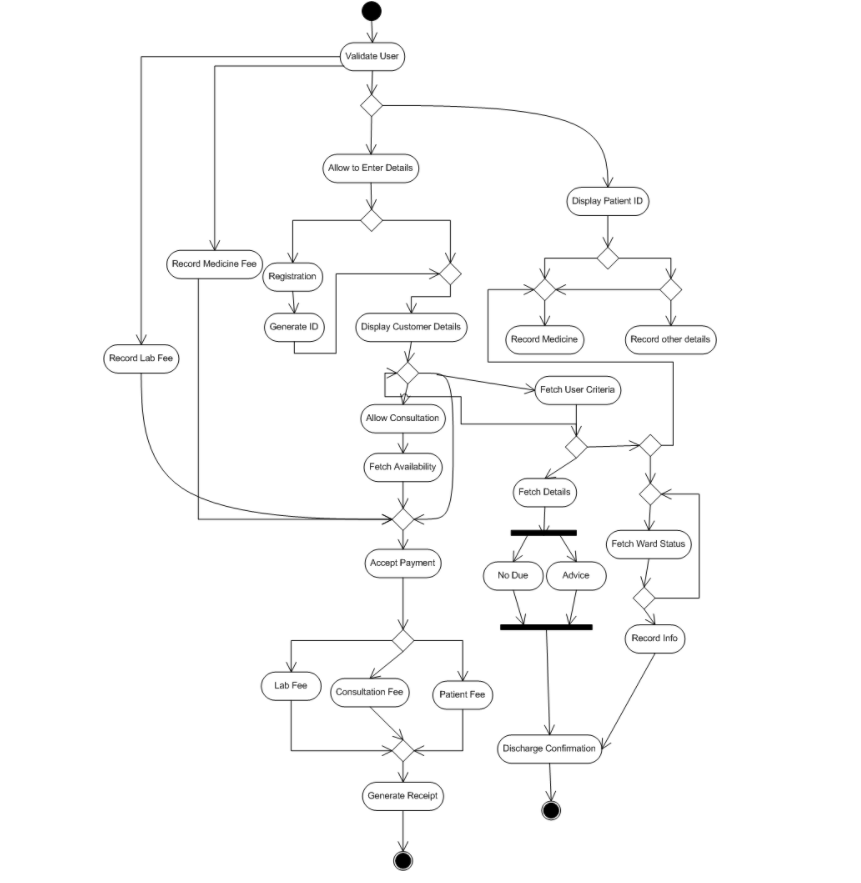 Validate User
Allow to Enter Details
Display Patient ID
Record Medicine Fee
Registration
Generate ID
Display Customer Details
Record Medicine
Record other details
Record Lab Fee
Fetch User Criteria
Allow Consultation
Fetch Availability
Fetch Details
Fetch Ward Status
Accept Payment
No Due
Advice
Record Info
Lab Fee
Consultation Fee
Patient Fee
Discharge Confirmation
Generate Receipt